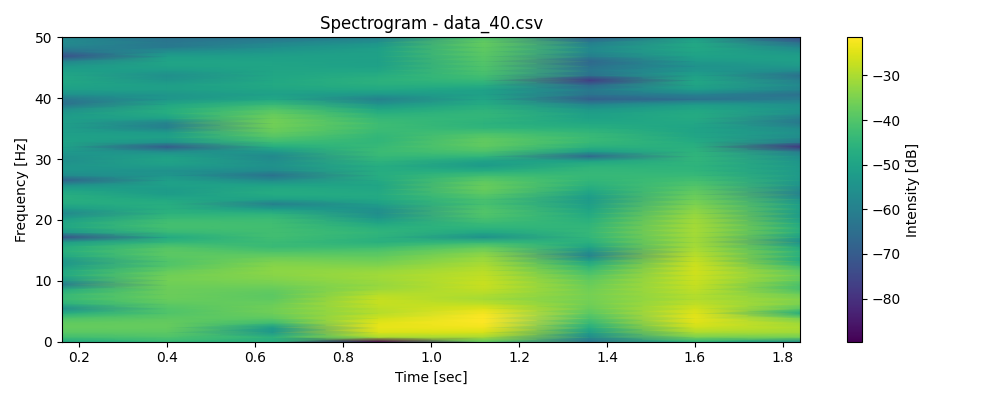 Spectrogram - data_40.csv
50
40
30
20
10
0
Frequency [Hz]
0.2 0.4 0.6 0.8 1.0 1.2 1.4 1.6 1.8
Time [sec]
−30
−40
−50
−60
−70
−80
Intensity [dB]